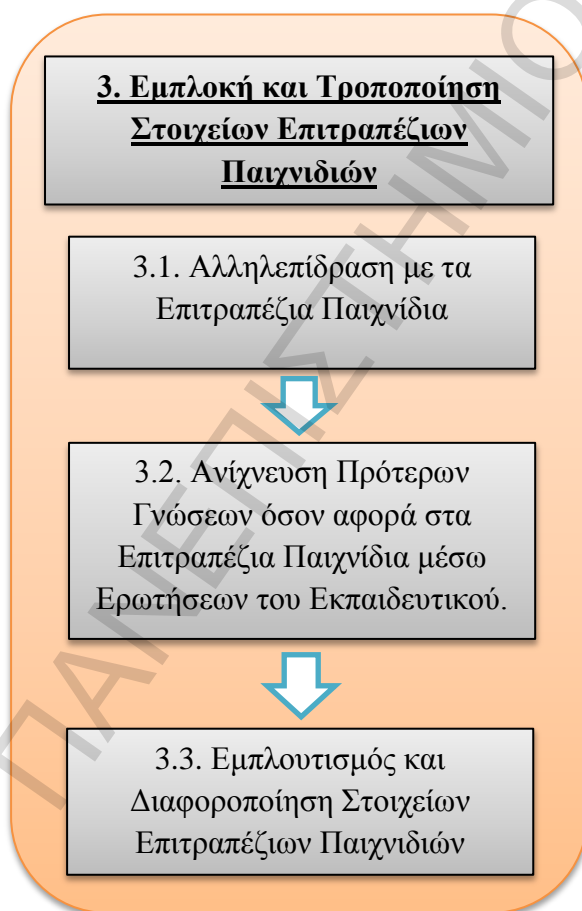 3. Εμπλοκή και Τροποποίηση
Στοιχείων Επιτραπέζιων
Παιχνιδιών
3.1. Αλληλεπίδραση με τα
Επιτραπέζια Παιχνίδια
3.2. Ανίχνευση Πρότερων
Γνώσεων όσον αφορά στα
Επιτραπέζια Παιχνίδια μέσω
Ερωτήσεων του Εκπαιδευτικού.
3.3. Εμπλουτισμός και
Διαφοροποίηση Στοιχείων
Επιτραπέζιων Παιχνιδιών
ΠΑΝΕΠΙΣΤΗΜΙΟ